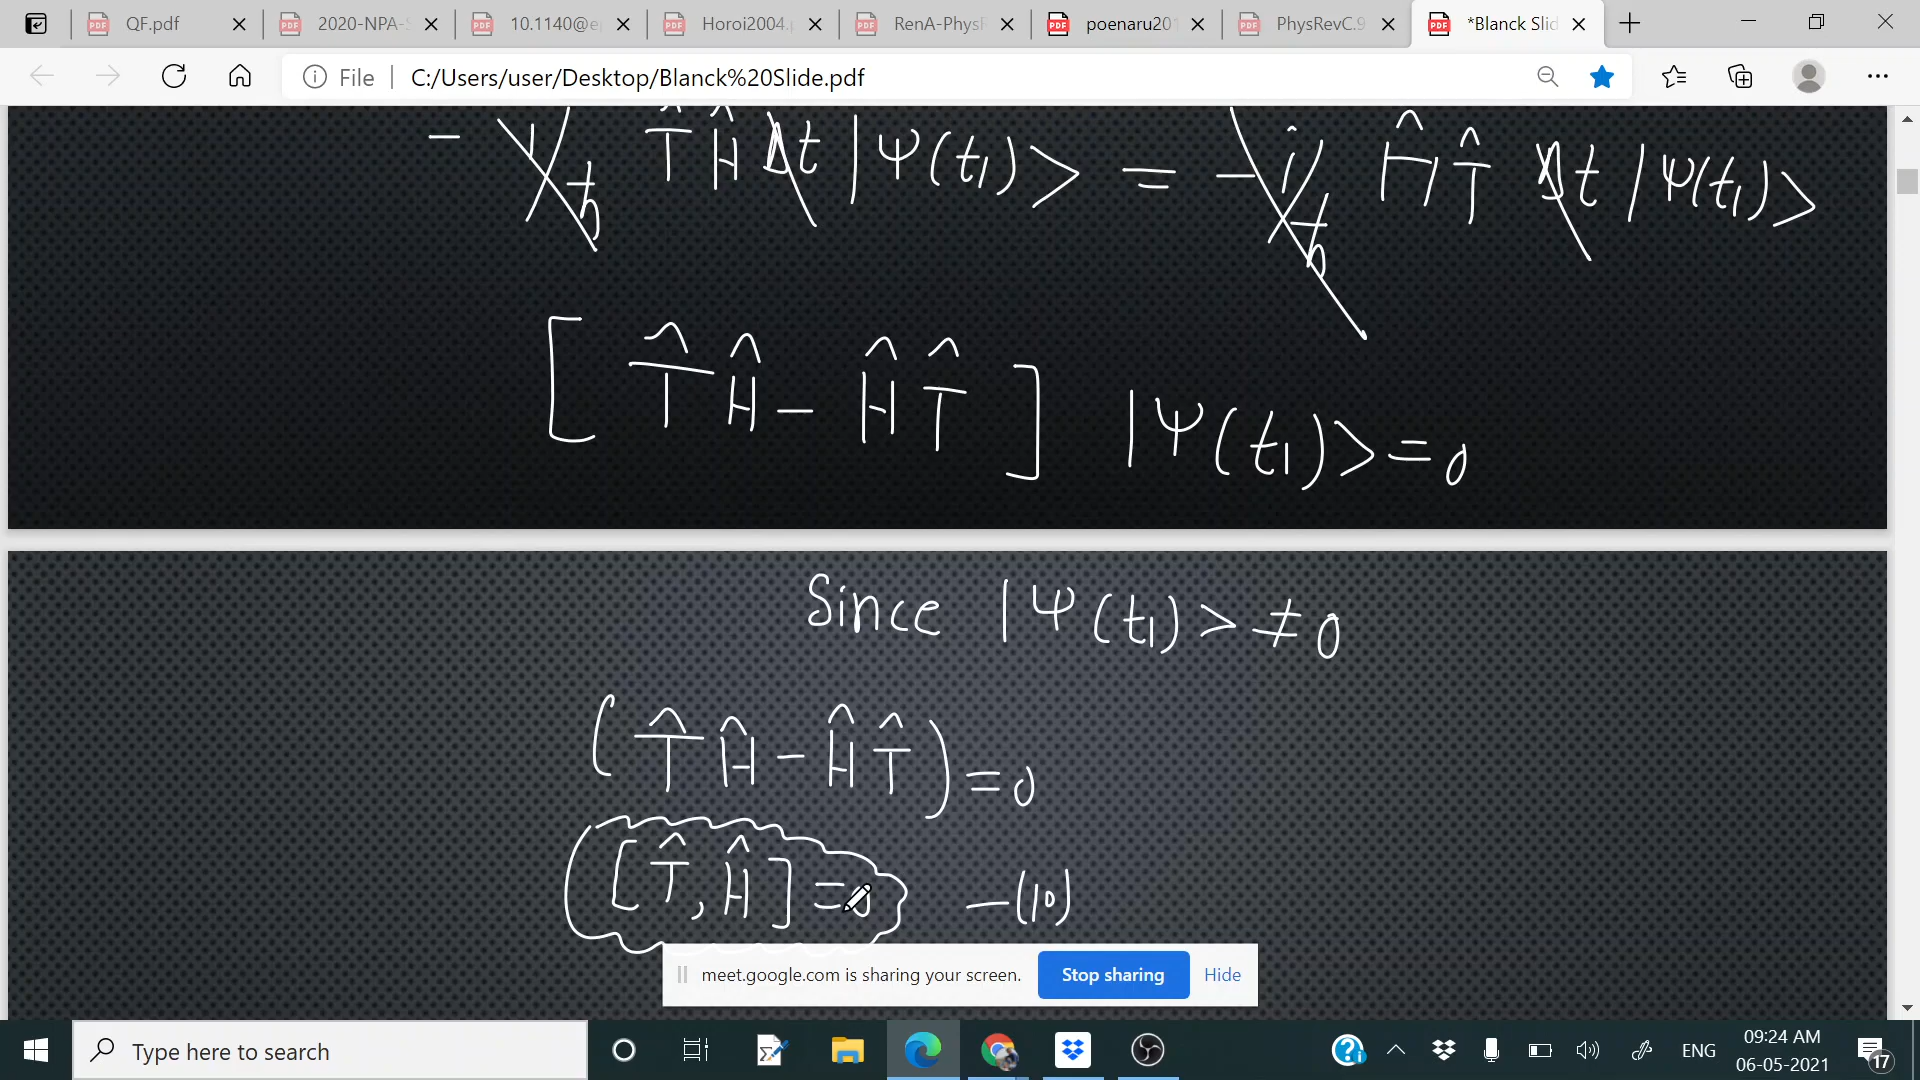 QF.pdf
2020-NPA-S
10.1140@e
Horoi2004.
RenA-PhysR
poenaru201
PhysRevC.9
*Blanck Slid
File | C:/Users/user/Desktop/Blanck%20Slide.pdf
- i/ħ T̂ Ĥ Δt |Ψ(t₁)> = - i/ħ Ĥ T̂ Δt |Ψ(t₁)>
[ T̂ Ĥ - Ĥ T̂ ] |Ψ(t₁)> = 0
Since |Ψ(t₁)> ≠ 0
( T̂ Ĥ - Ĥ T̂ ) = 0
[ T̂, Ĥ ] = 0 - (10)
meet.google.com is sharing your screen. Stop sharing Hide
Type here to search
ENG
09:24 AM
06-05-2021
17